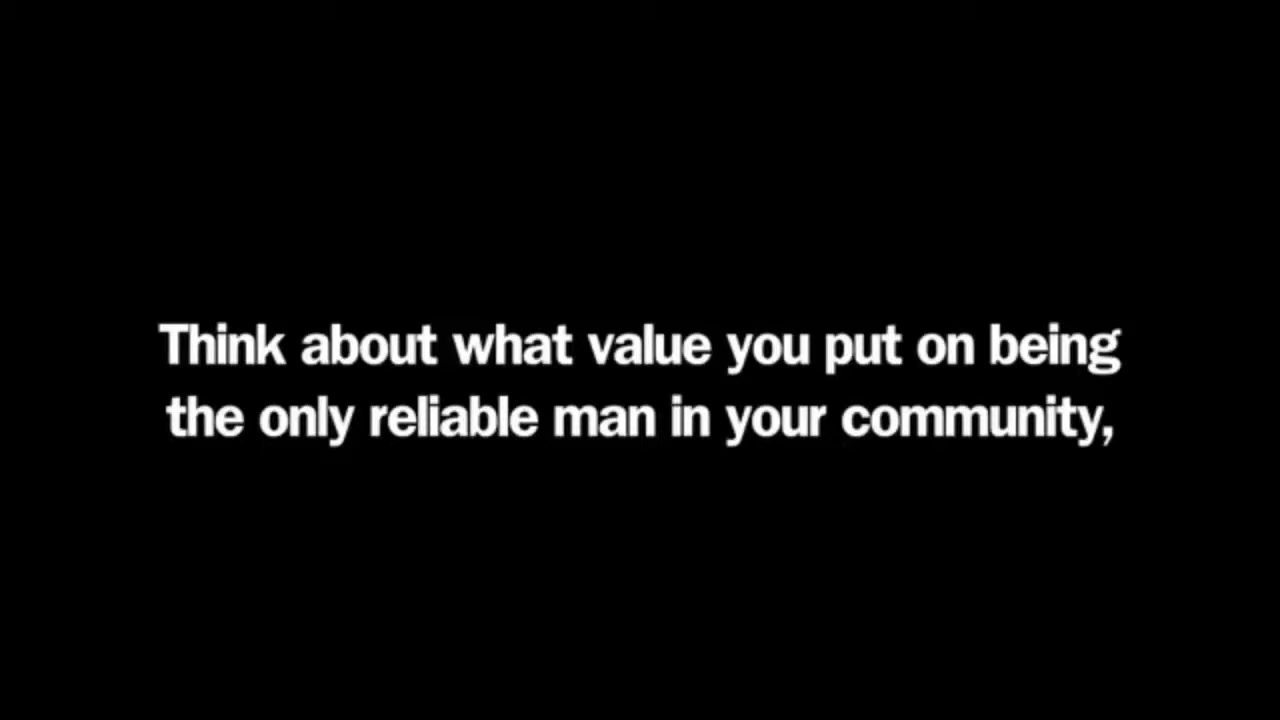 Think about what value you put on being
the only reliable man in your community,